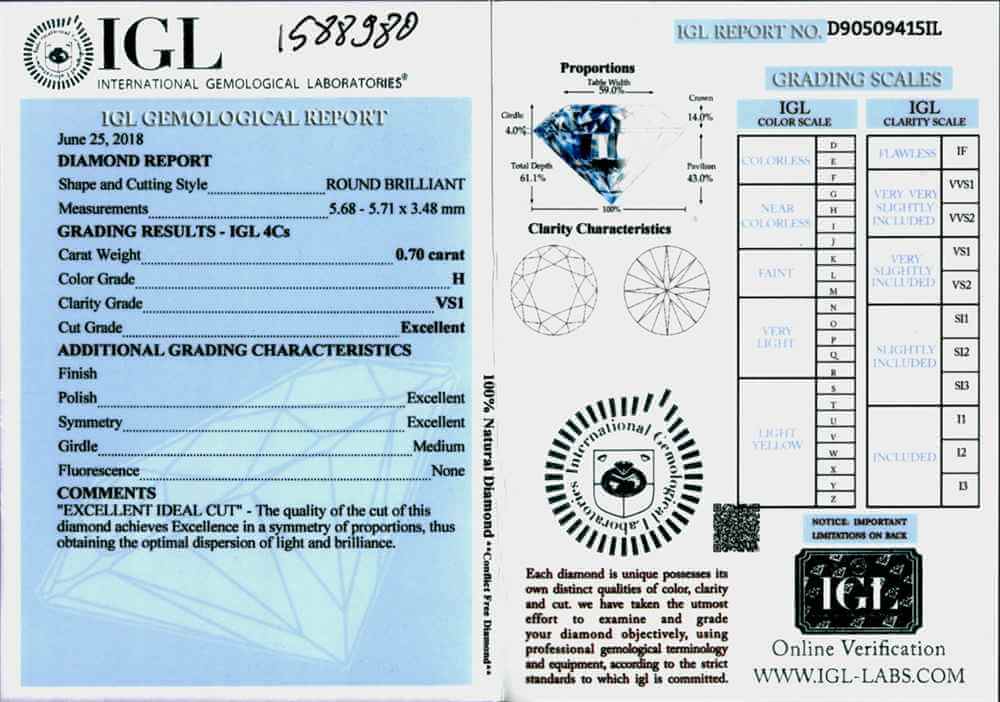 IGL
1588980
INTERNATIONAL GEMOLOGICAL LABORATORIES®
IGL GEMOLOGICAL REPORT
June 25, 2018
DIAMOND REPORT
Shape and Cutting Style ROUND BRILLIANT
Measurements 5.68 - 5.71 x 3.48 mm
GRADING RESULTS - IGL 4Cs
Carat Weight 0.70 carat
Color Grade H
Clarity Grade VS1
Cut Grade Excellent
ADDITIONAL GRADING CHARACTERISTICS
Finish
Polish Excellent
Symmetry Excellent
Girdle Medium
Fluorescence None
COMMENTS
"EXCELLENT IDEAL CUT" - The quality of the cut of this
diamond achieves Excellence in a symmetry of proportions, thus
obtaining the optimal dispersion of light and brilliance.
100% Natural Diamond **Conflict Free Diamond**
IGL REPORT NO. D90509415IL
Proportions
Table Width
59.0%
Crown
14.0%
Girdle
4.0%
Total Depth
61.1%
Pavilion
43.0%
100%
Clarity Characteristics
International Gemological Laboratories
Each diamond is unique possesses its
own distinct qualities of color, clarity
and cut. we have taken the utmost
effort to examine and grade
your diamond objectively, using
professional gemological terminology
and equipment, according to the strict
standards to which igl is committed.
GRADING SCALES
IGL
COLOR SCALE
COLORLESS
D
E
F
NEAR
COLORLESS
G
H
I
J
FAINT
K
L
M
VERY
LIGHT
N
O
P
Q
R
LIGHT
YELLOW
S
T
U
V
W
X
Y
Z
IGL
CLARITY SCALE
FLAWLESS
IF
VERY VERY
SLIGHTLY
INCLUDED
VVS1
VVS2
VERY
SLIGHTLY
INCLUDED
VS1
VS2
SLIGHTLY
INCLUDED
SI1
SI2
SI3
INCLUDED
I1
I2
I3
NOTICE: IMPORTANT
LIMITATIONS ON BACK
IGL
Online Verification
WWW.IGL-LABS.COM